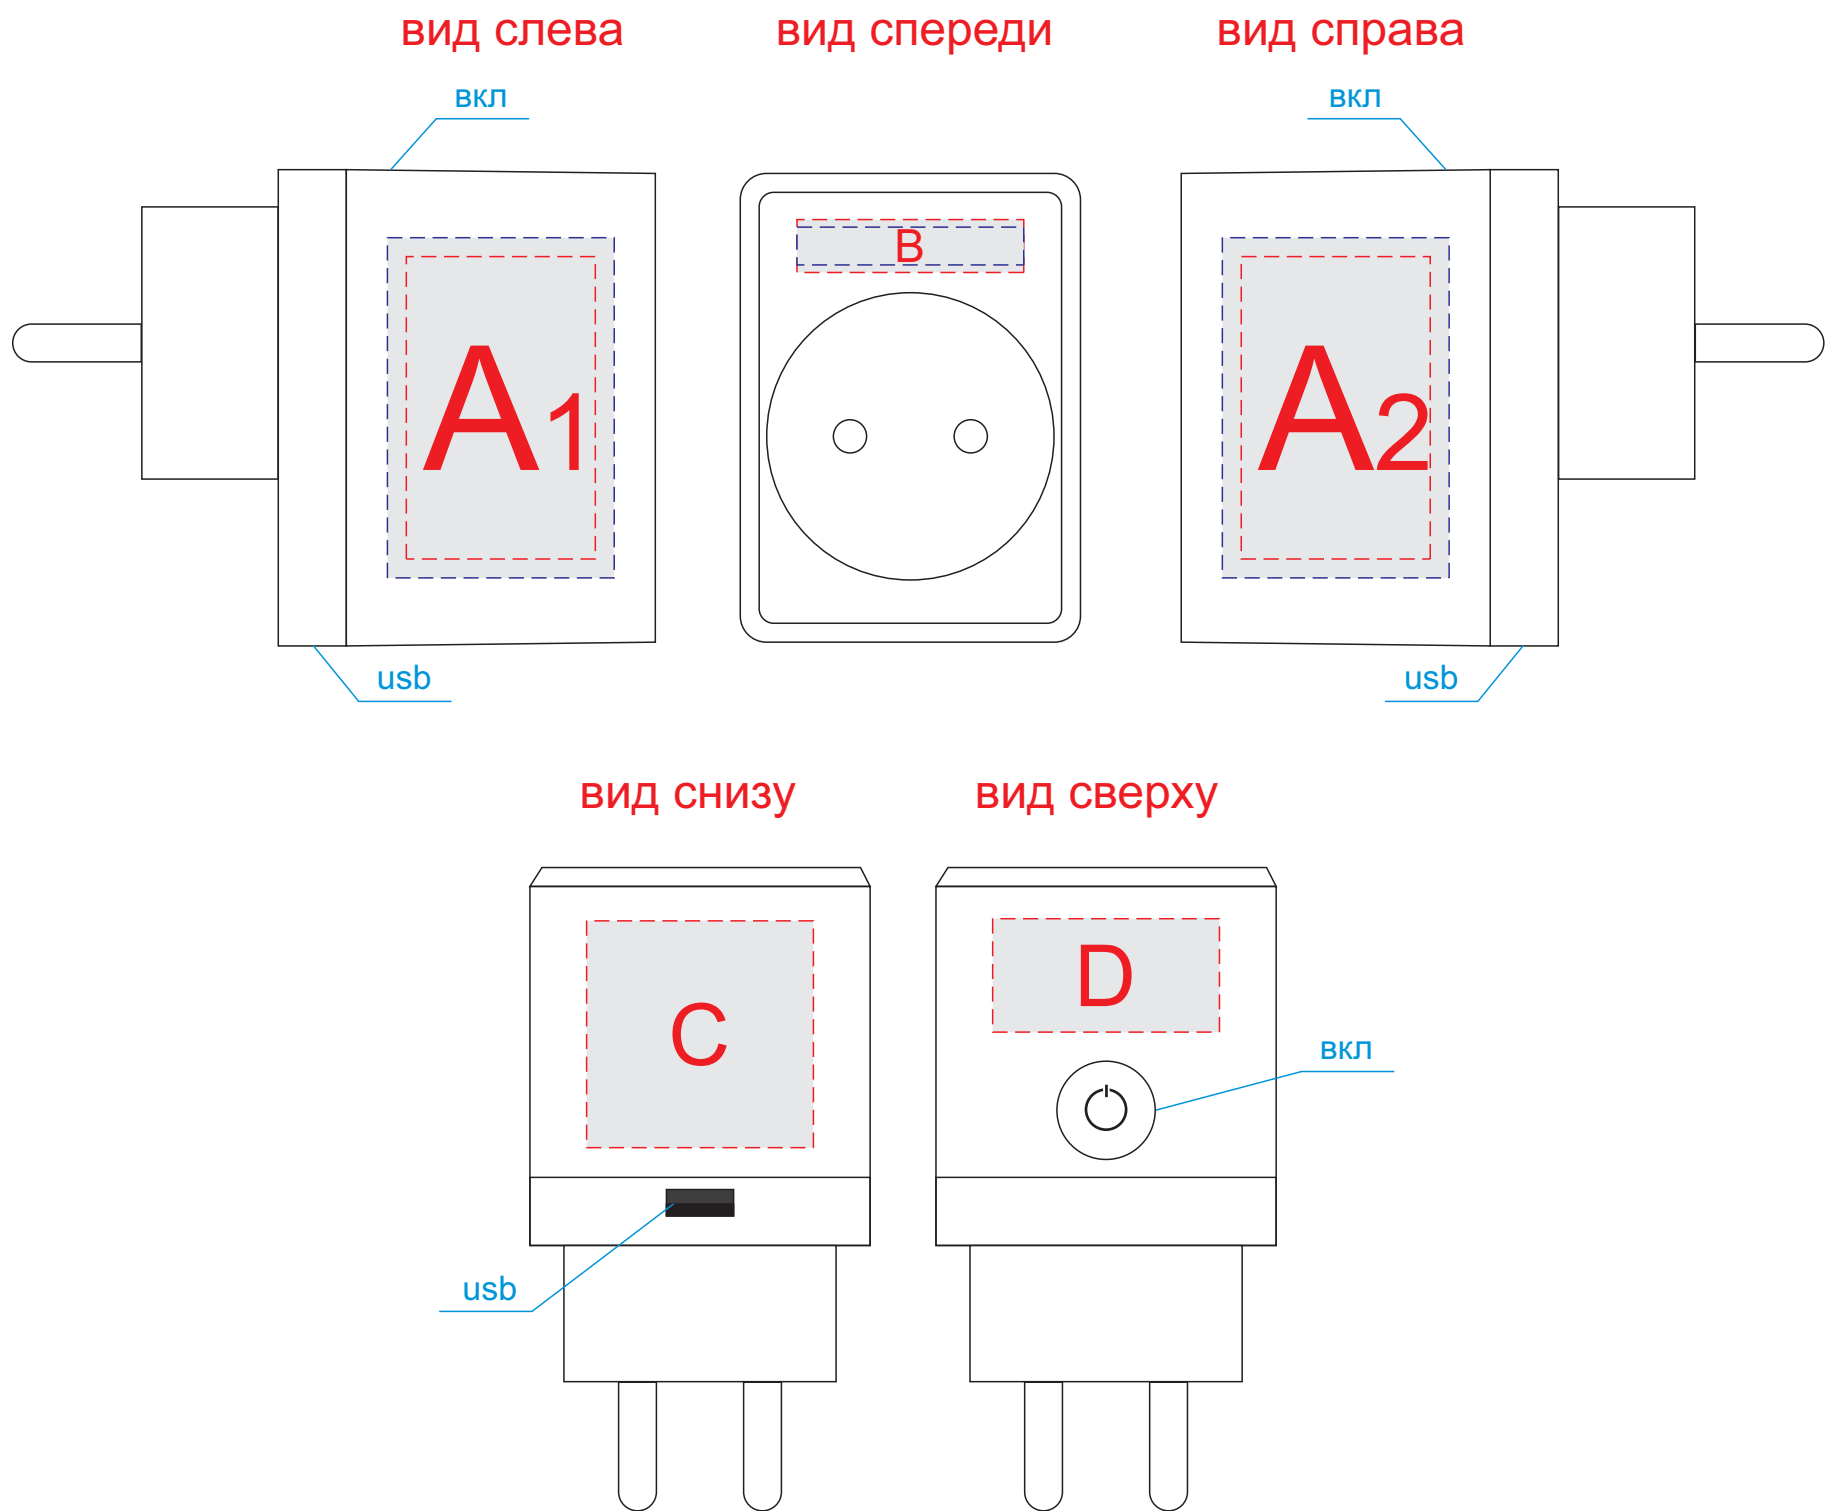 вид слева
вид спереди
вид справа
вкл
вкл
A1
B
A2
usb
usb
вид снизу
вид сверху
C
D
вкл
usb